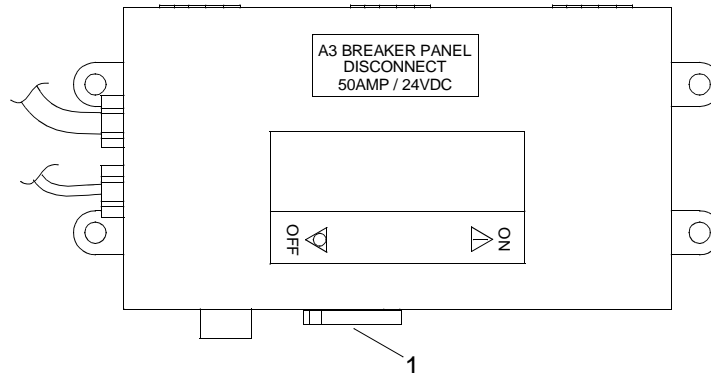 A3 BREAKER PANEL
DISCONNECT
50AMP / 24VDC
OFF
ON
1